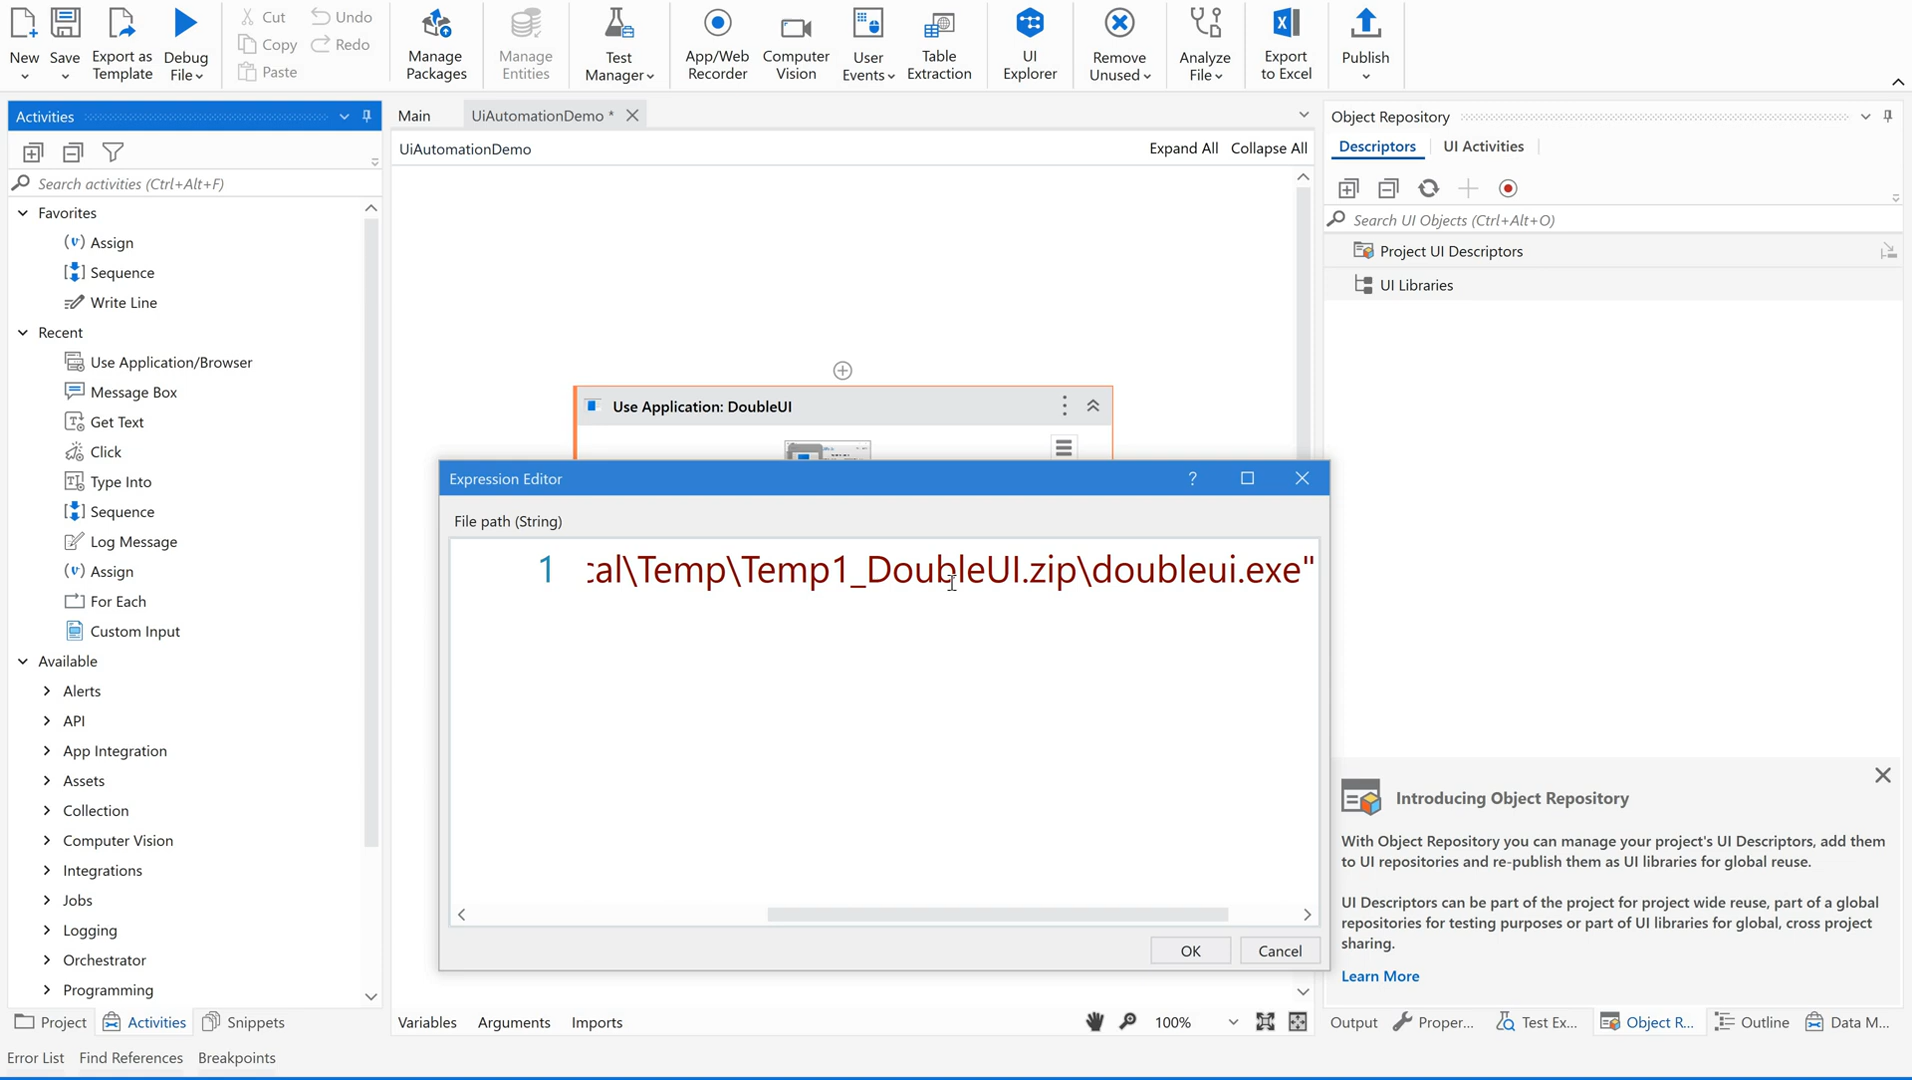 New
Save
Export as
Template
Debug
File
Cut
Copy
Paste
Undo
Redo
Manage
Packages
Manage
Entities
Test
Manager
App/Web
Recorder
Computer
Vision
User
Events
Table
Extraction
UI
Explorer
Remove
Unused
Analyze
File
Export
to Excel
Publish
Activities
Search activities (Ctrl+Alt+F)
Favorites
Assign
Sequence
Write Line
Recent
Use Application/Browser
Message Box
Get Text
Click
Type Into
Sequence
Log Message
Assign
For Each
Custom Input
Available
Alerts
API
App Integration
Assets
Collection
Computer Vision
Integrations
Jobs
Logging
Orchestrator
Programming
Project
Activities
Snippets
Error List
Find References
Breakpoints
Main
UiAutomationDemo *
UiAutomationDemo
Expand All
Collapse All
Use Application: DoubleUI
Expression Editor
?
File path (String)
1
cal\Temp\Temp1_DoubleUI.zip\doubleui.exe"
OK
Cancel
Variables
Arguments
Imports
100%
Object Repository
Descriptors
UI Activities
Search UI Objects (Ctrl+Alt+O)
Project UI Descriptors
UI Libraries
Introducing Object Repository
With Object Repository you can manage your project's UI Descriptors, add them
to UI repositories and re-publish them as UI libraries for global reuse.
UI Descriptors can be part of the project for project wide reuse, part of a global
repositories for testing purposes or part of UI libraries for global, cross project
sharing.
Learn More
Output
Proper...
Test Ex...
Object R...
Outline
Data M...